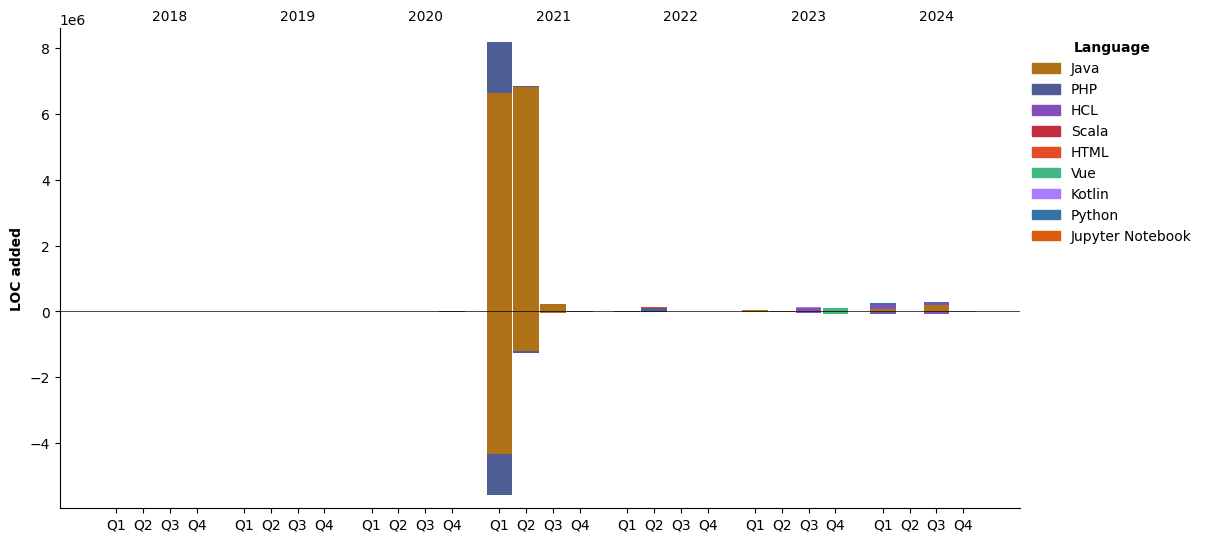 2018 2019 2020 2021 2022 2023 2024
1e6
8
6
4
2
0
−2
−4
LOC added
Q1 Q2 Q3 Q4 Q1 Q2 Q3 Q4 Q1 Q2 Q3 Q4 Q1 Q2 Q3 Q4 Q1 Q2 Q3 Q4 Q1 Q2 Q3 Q4 Q1 Q2 Q3 Q4
Language
Java
PHP
HCL
Scala
HTML
Vue
Kotlin
Python
Jupyter Notebook